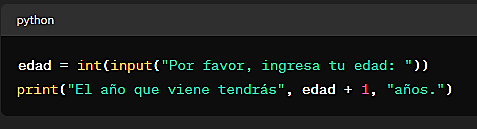 python
edad = int(input("Por favor, ingresa tu edad: "))
print("El año que viene tendrás", edad + 1, "años.")